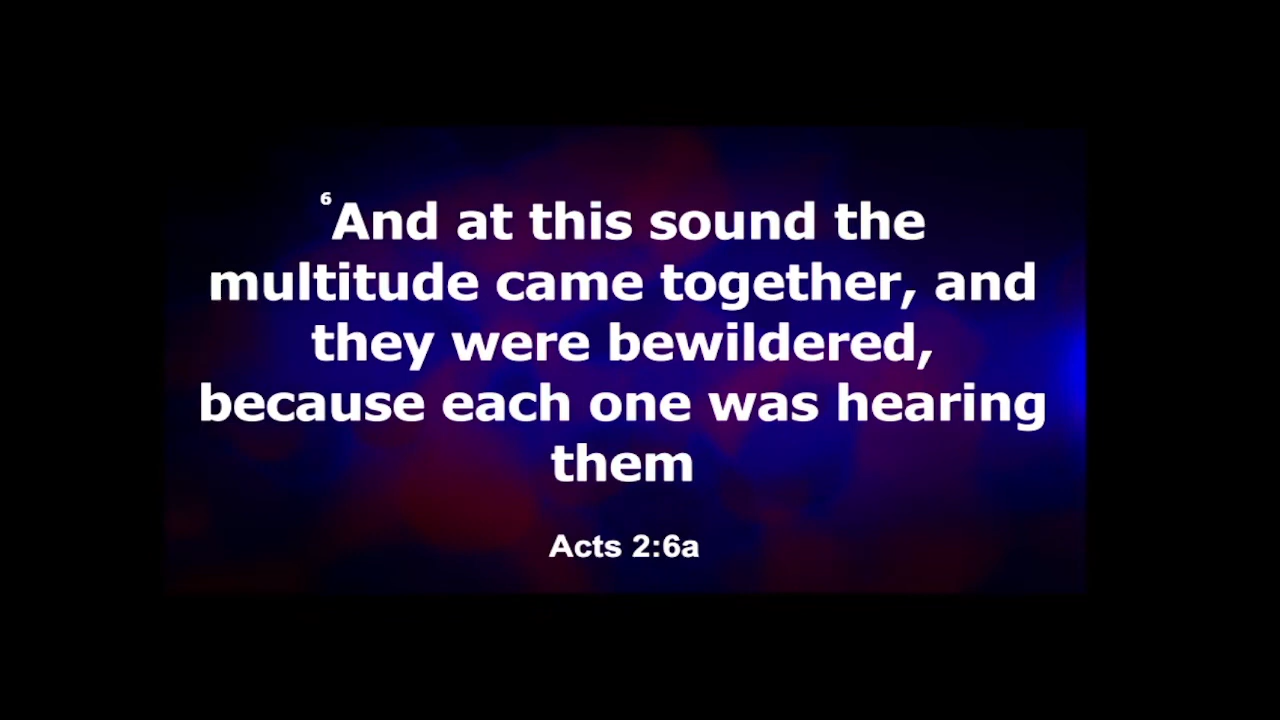 6And at this sound the
multitude came together, and
they were bewildered,
because each one was hearing
them
Acts 2:6a